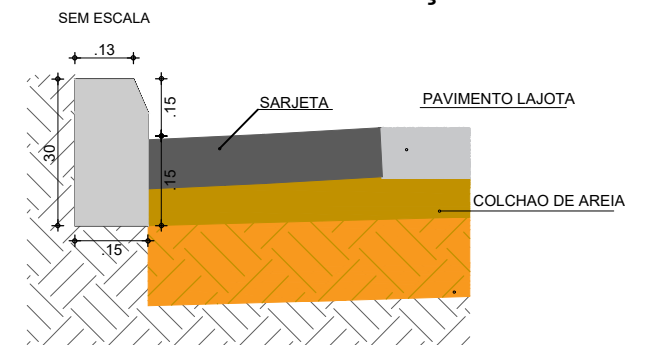 SEM ESCALA
.13
.15
SARJETA
PAVIMENTO LAJOTA
.30
.15
COLCHAO DE AREIA
.15